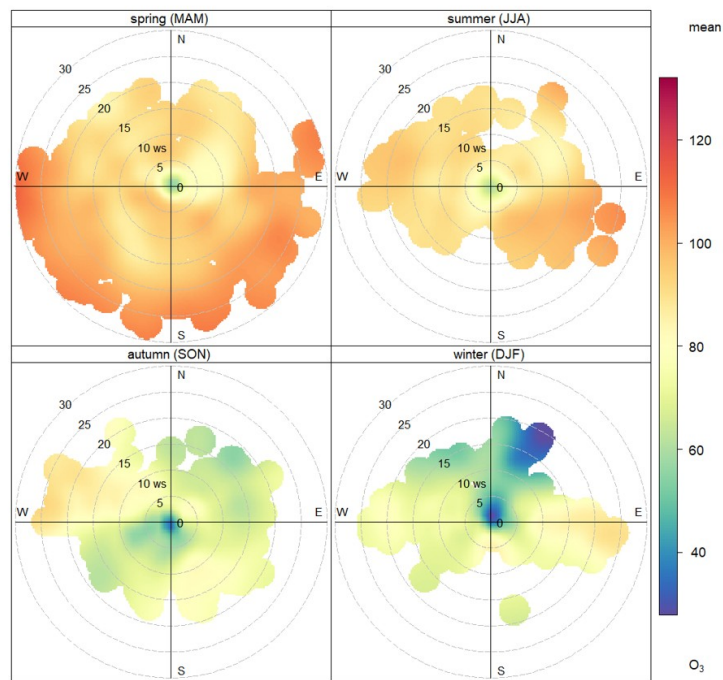 spring (MAM)
N
30
25
20
15
10 ws
5
0
W
E
S
summer (JJA)
N
30
25
20
15
10 ws
5
0
W
E
S
autumn (SON)
N
30
25
20
15
10 ws
5
0
W
E
S
winter (DJF)
N
30
25
20
15
10 ws
5
0
W
E
S
mean
120
100
80
60
40
O₃